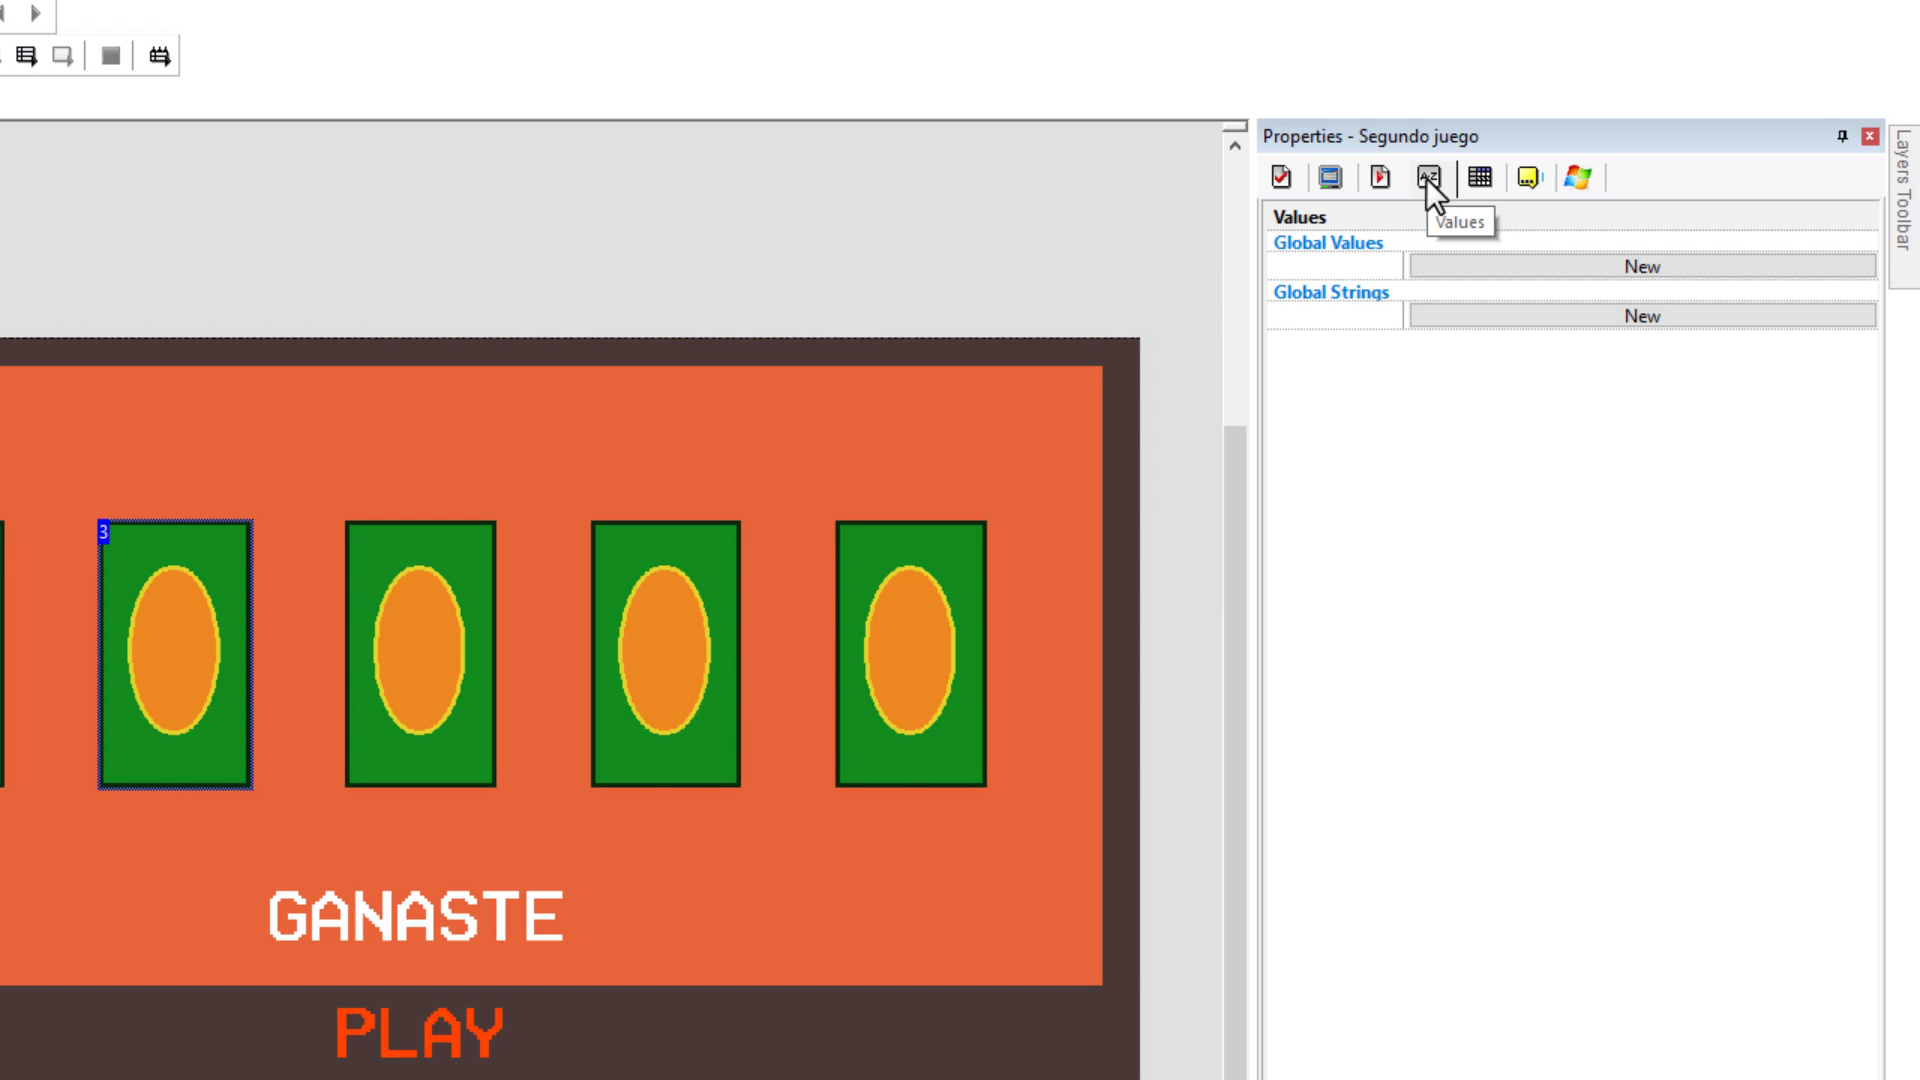 Properties - Segundo juego
Layers Toolbar
A-Z
Values
Values
Global Values
New
Global Strings
New
3
GANASTE
PLAY